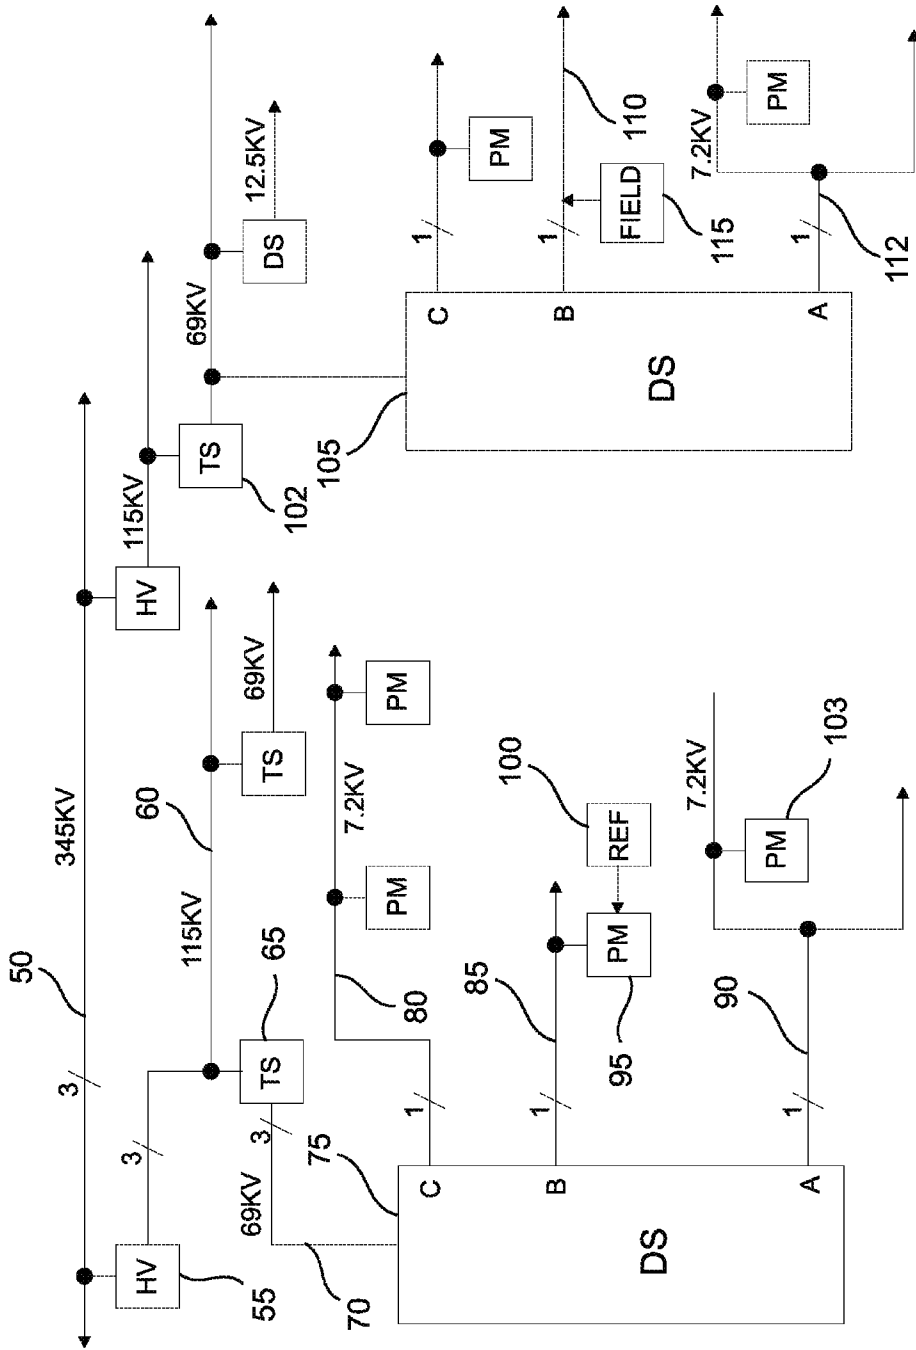 50
345KV
3
HV
55
3
115KV
60
HV
115KV
TS
65
TS
69KV
TS
102
69KV
DS
12.5KV
3
69KV
70
75
C
B
A
DS
1
80
7.2KV
PM
PM
1
85
PM
95
REF
100
1
90
7.2KV
PM
103
105
C
B
A
DS
1
PM
1
110
FIELD
115
1
112
7.2KV
PM